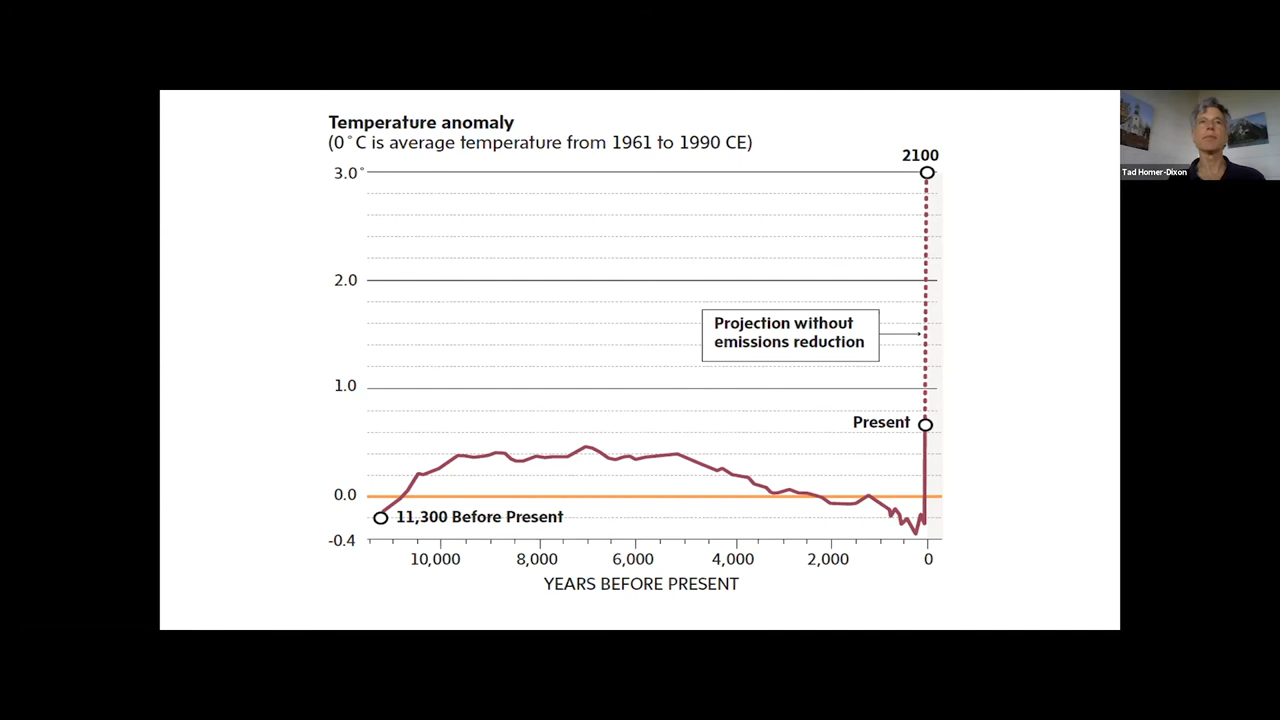 Temperature anomaly
(0°C is average temperature from 1961 to 1990 CE)
2100
3.0°
Tad Homer-Dixon
2.0
Projection without
emissions reduction
1.0
Present
0.0
11,300 Before Present
-0.4
10,000 8,000 6,000 4,000 2,000 0
YEARS BEFORE PRESENT